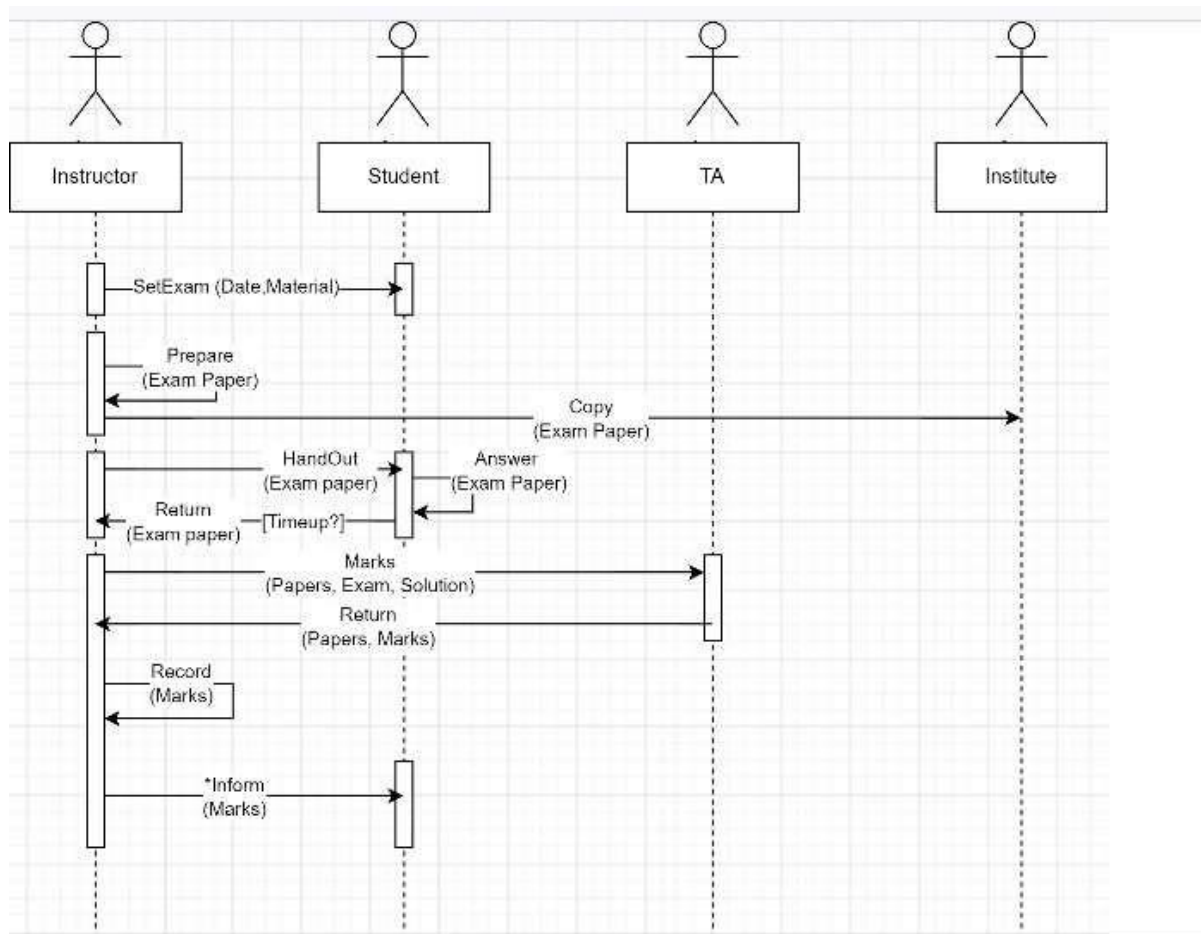 Instructor
Student
TA
Institute
SetExam (Date,Material)
Prepare
(Exam Paper)
Copy
(Exam Paper)
HandOut
(Exam paper)
Answer
(Exam Paper)
Return
(Exam paper)
[Timeup?]
Marks
(Papers, Exam, Solution)
Return
(Papers, Marks)
Record
(Marks)
*Inform
(Marks)